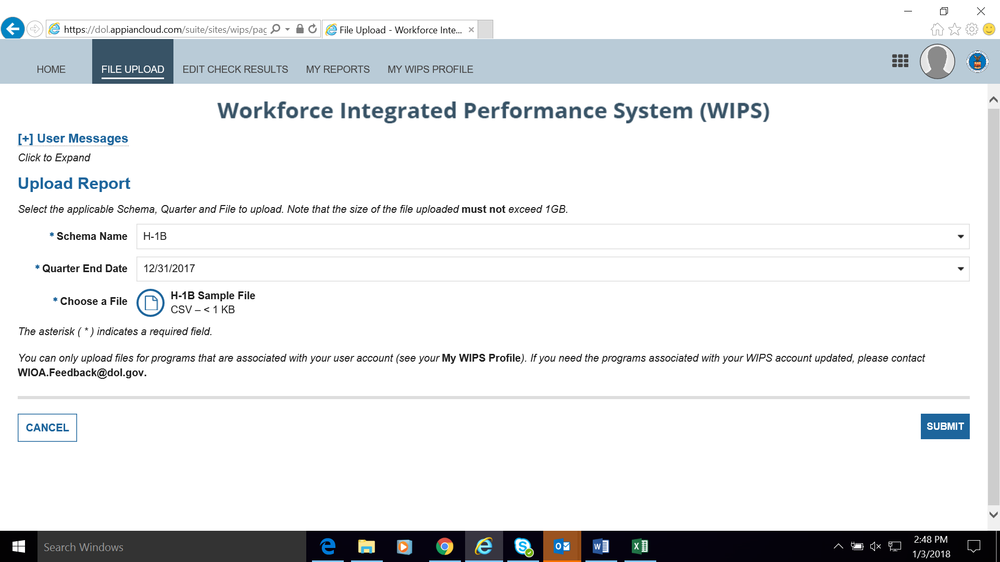 https://dol.appiancloud.com/suite/sites/wips/pag
File Upload - Workforce Inte...
HOME
FILE UPLOAD
EDIT CHECK RESULTS
MY REPORTS
MY WIPS PROFILE
Workforce Integrated Performance System (WIPS)
[+] User Messages
Click to Expand
Upload Report
Select the applicable Schema, Quarter and File to upload. Note that the size of the file uploaded must not exceed 1GB.
* Schema Name H-1B
* Quarter End Date 12/31/2017
* Choose a File H-1B Sample File
CSV – < 1 KB
The asterisk ( * ) indicates a required field.
You can only upload files for programs that are associated with your user account (see your My WIPS Profile). If you need the programs associated with your WIPS account updated, please contact
WIOA.Feedback@dol.gov.
CANCEL
SUBMIT
Search Windows
2:48 PM
1/3/2018